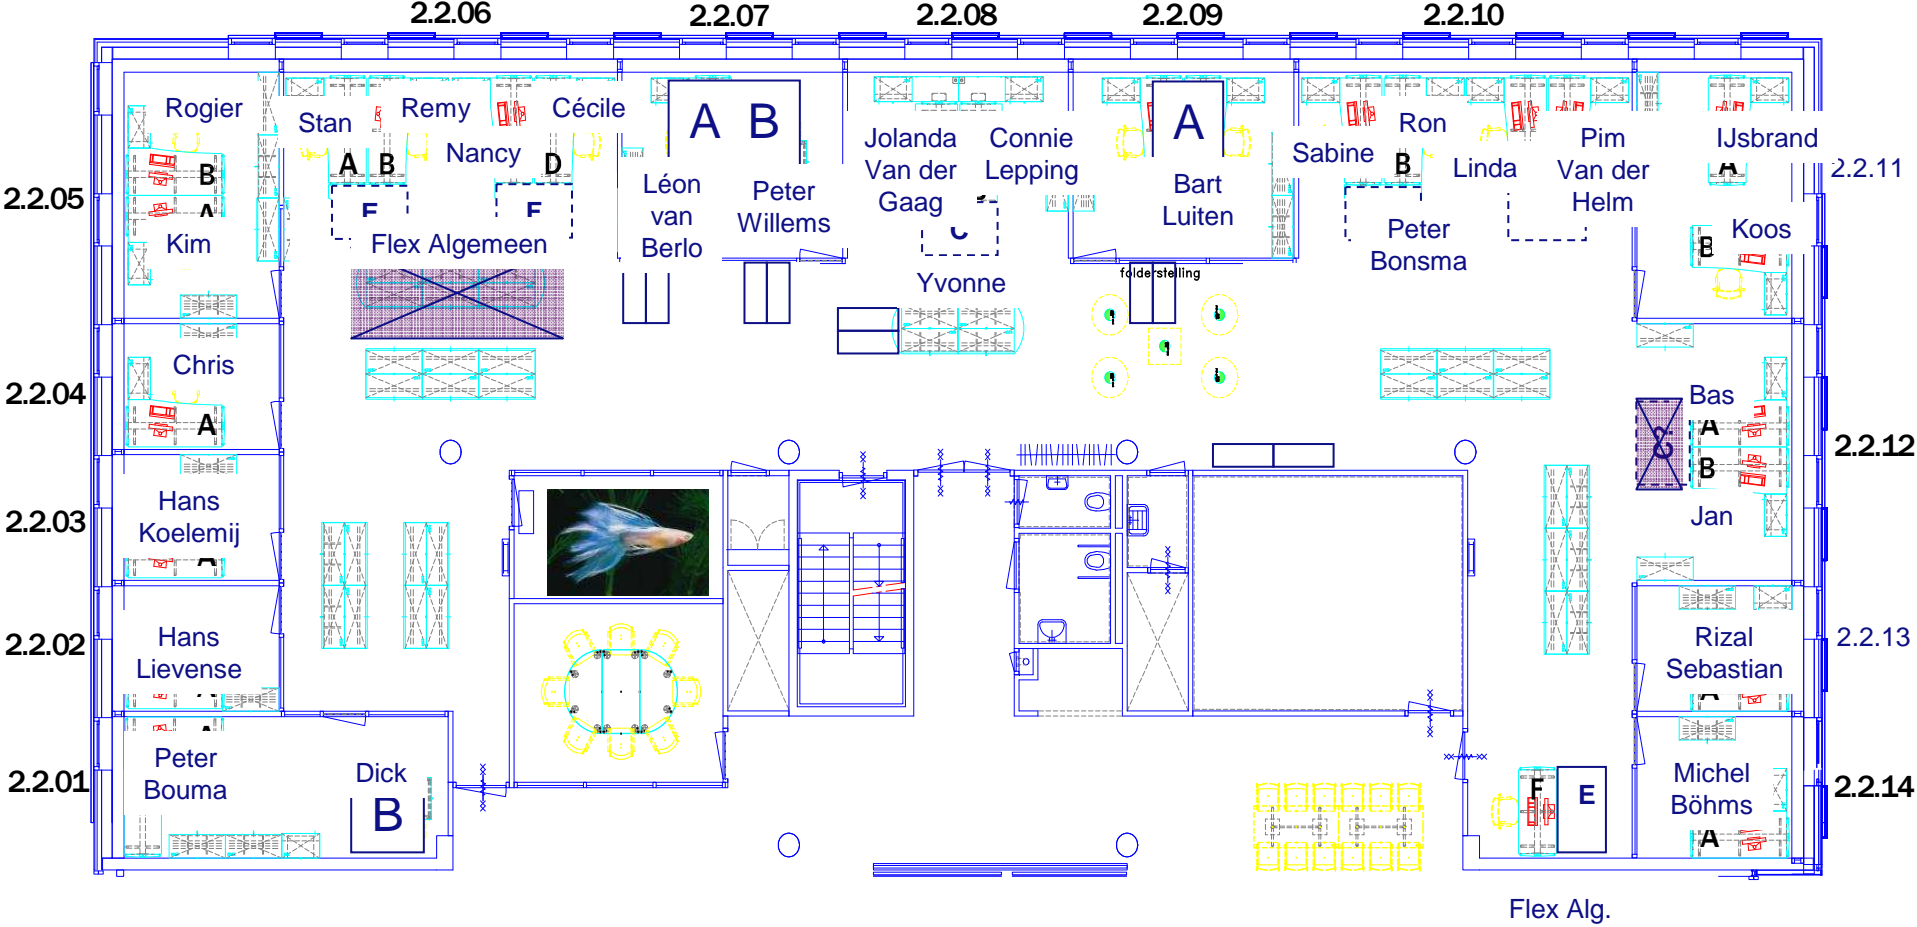 2.2.06
2.2.07
2.2.08
2.2.09
2.2.10
Rogier
Stan
Remy
Cécile
Nancy
A B
Jolanda
Van der
Gaag
Connie
Lepping
A
Sabine
Ron
Linda
Pim
Van der
Helm
IJsbrand
2.2.11
B
A
B
D
B
A
2.2.05
A
Kim
F
F
Flex Algemeen
Léon
van
Berlo
Peter
Willems
C
Yvonne
Bart
Luiten
folderstelling
Peter
Bonsma
B
Koos
Chris
2.2.04
A
Bas
A
C
B
2.2.12
Jan
Hans
Koelemij
2.2.03
A
Hans
Lievense
2.2.02
A
Rizal
Sebastian
2.2.13
A
A
Peter
Bouma
2.2.01
Dick
B
F
E
Michel
Böhms
2.2.14
A
Flex Alg.